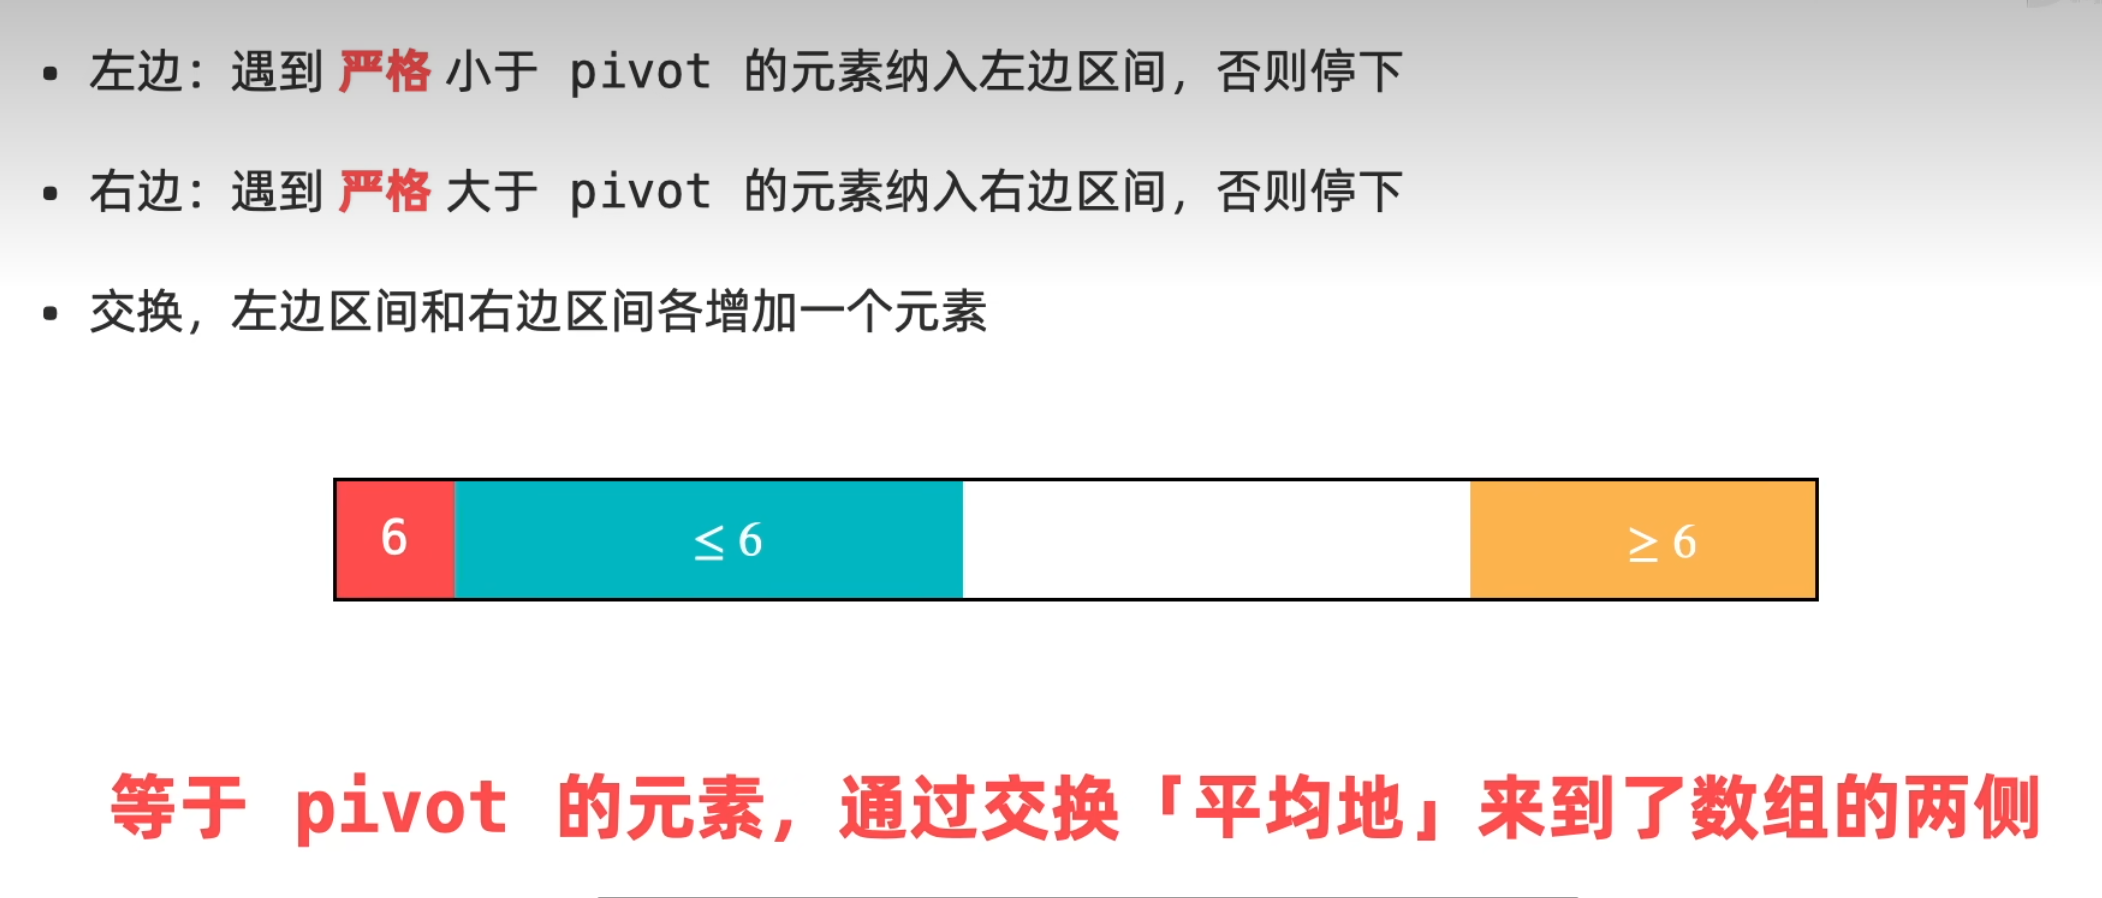 • 左边：遇到 严格 小于 pivot 的元素纳入左边区间，否则停下
• 右边：遇到 严格 大于 pivot 的元素纳入右边区间，否则停下
• 交换，左边区间和右边区间各增加一个元素
6 ≤ 6 ≥ 6
等于 pivot 的元素，通过交换「平均地」来到了数组的两侧